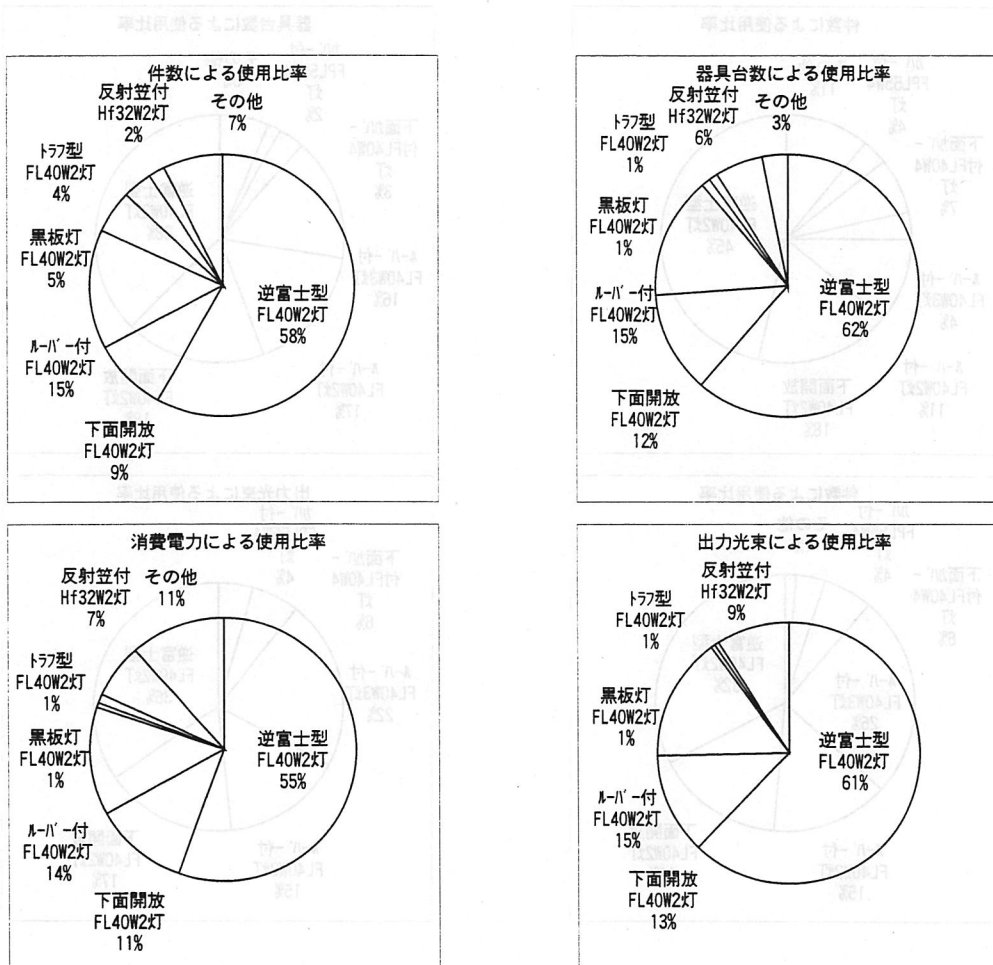 件数による使用比率
反射笠付
Hf32W2灯
2%
その他
7%
ﾄﾗﾌ型
FL40W2灯
4%
黒板灯
FL40W2灯
5%
ﾙｰﾊﾞｰ付
FL40W2灯
15%
下面開放
FL40W2灯
9%
逆富士型
FL40W2灯
58%
器具台数による使用比率
反射笠付
Hf32W2灯
6%
その他
3%
ﾄﾗﾌ型
FL40W2灯
1%
黒板灯
FL40W2灯
1%
ﾙｰﾊﾞｰ付
FL40W2灯
15%
下面開放
FL40W2灯
12%
逆富士型
FL40W2灯
62%
消費電力による使用比率
反射笠付
Hf32W2灯
7%
その他
11%
ﾄﾗﾌ型
FL40W2灯
1%
黒板灯
FL40W2灯
1%
ﾙｰﾊﾞｰ付
FL40W2灯
14%
下面開放
FL40W2灯
11%
逆富士型
FL40W2灯
55%
出力光束による使用比率
反射笠付
Hf32W2灯
9%
ﾄﾗﾌ型
FL40W2灯
1%
黒板灯
FL40W2灯
1%
ﾙｰﾊﾞｰ付
FL40W2灯
15%
下面開放
FL40W2灯
13%
逆富士型
FL40W2灯
61%